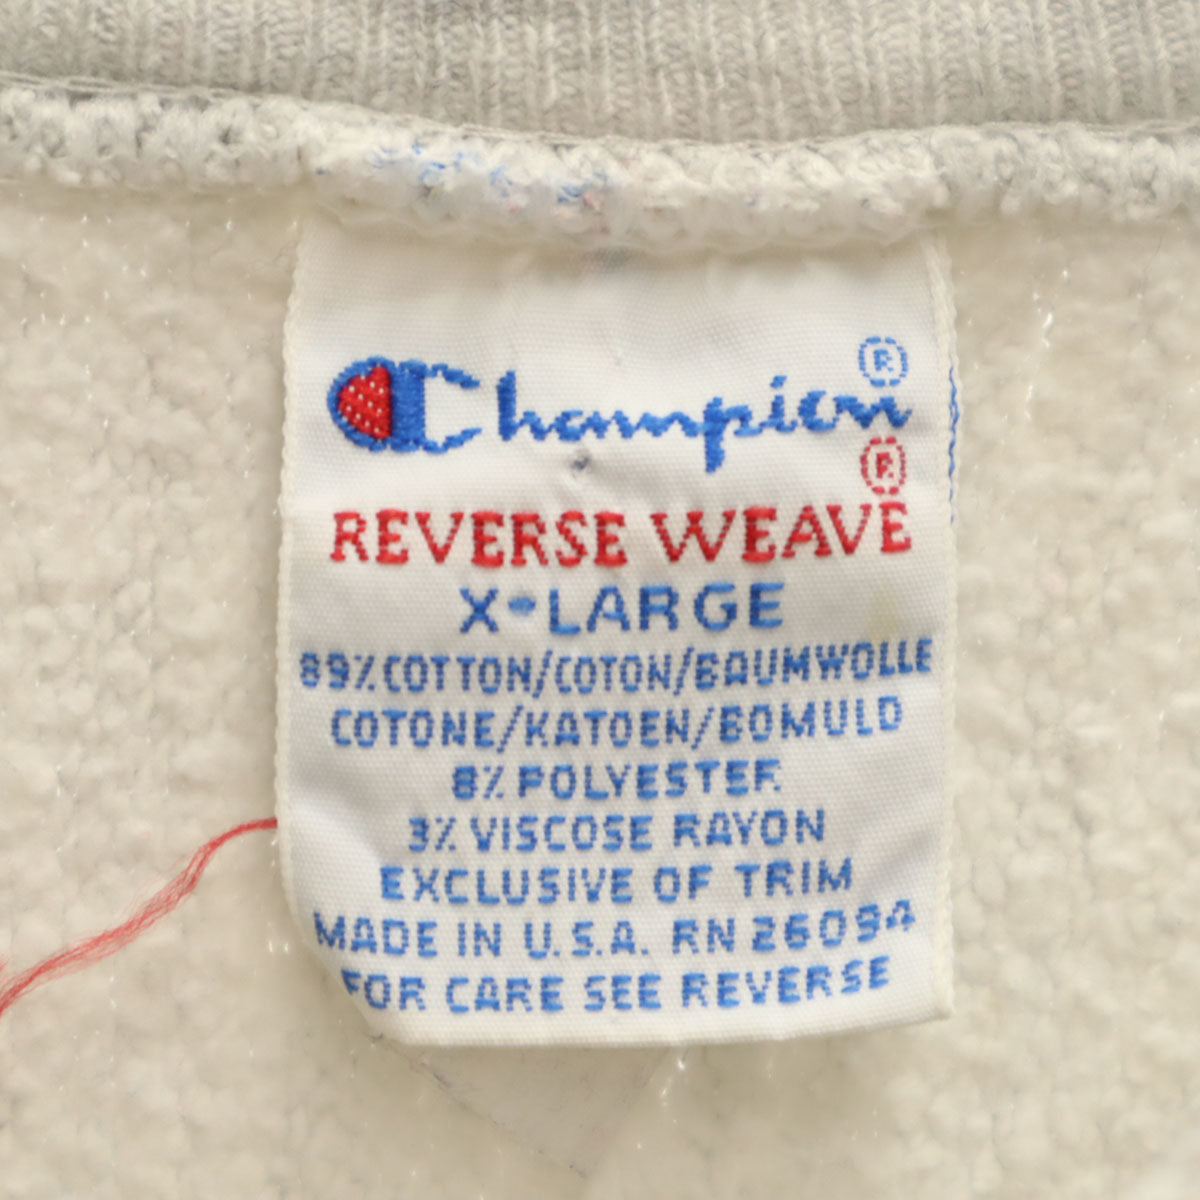 Champion®
REVERSE WEAVE®
X-LARGE
89% COTTON/COTON/BAUMWOLLE
COTONE/KATOEN/BOMULD
8% POLYESTER
3% VISCOSE RAYON
EXCLUSIVE OF TRIM
MADE IN U.S.A. RN 26094
FOR CARE SEE REVERSE